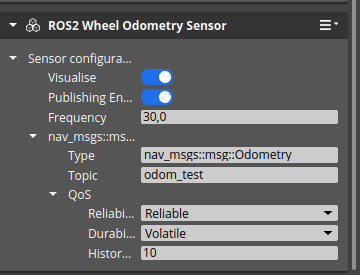 ROS2 Wheel Odometry Sensor
Sensor configura...
Visualise
Publishing En...
Frequency 30,0
nav_msgs::ms...
Type nav_msgs::msg::Odometry
Topic odom_test
QoS
Reliabi... Reliable
Durabi... Volatile
Histor... 10